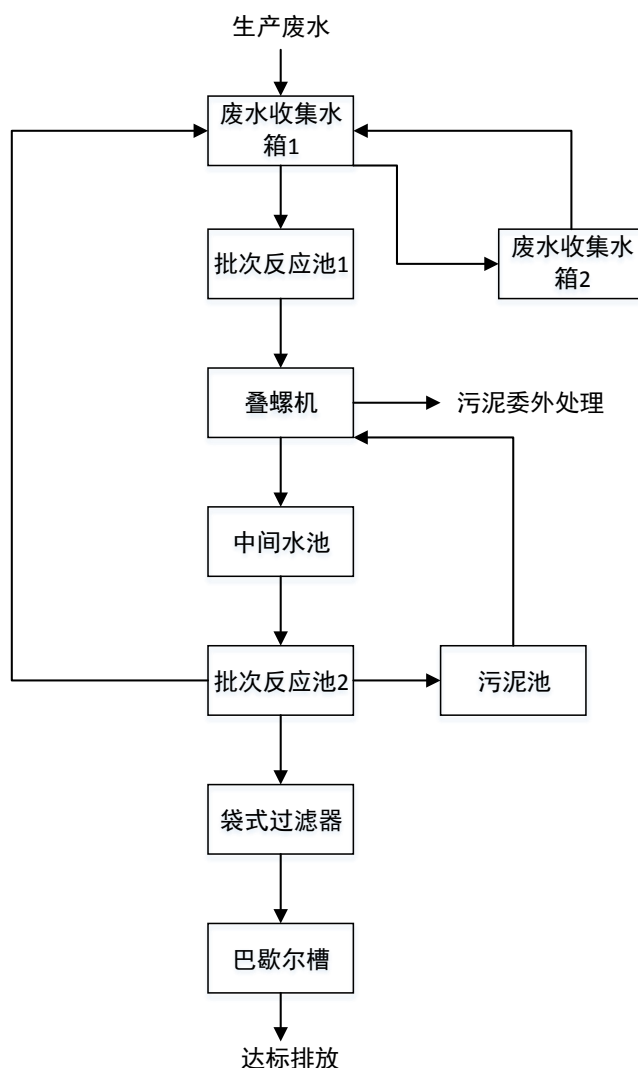 生产废水
废水收集水
箱1
批次反应池1
废水收集水
箱2
叠螺机
污泥委外处理
中间水池
批次反应池2
污泥池
袋式过滤器
巴歇尔槽
达标排放